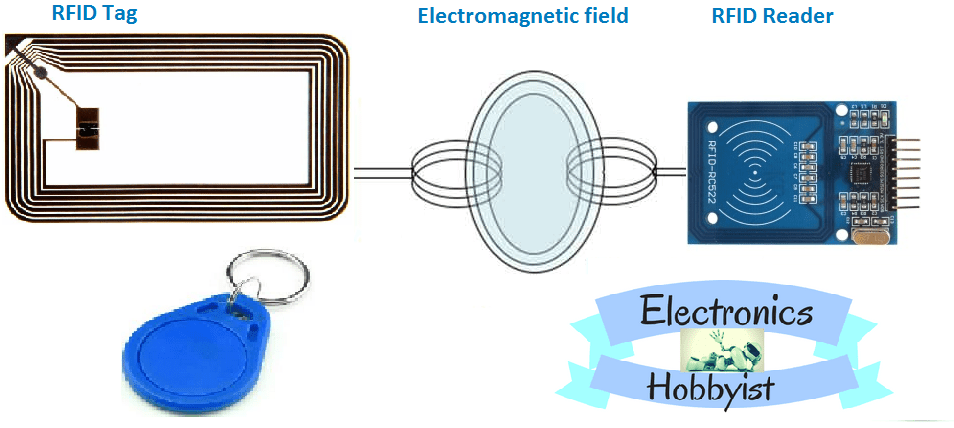 RFID Tag
Electromagnetic field
RFID Reader
RFID-RC522
Electronics
Hobbyist